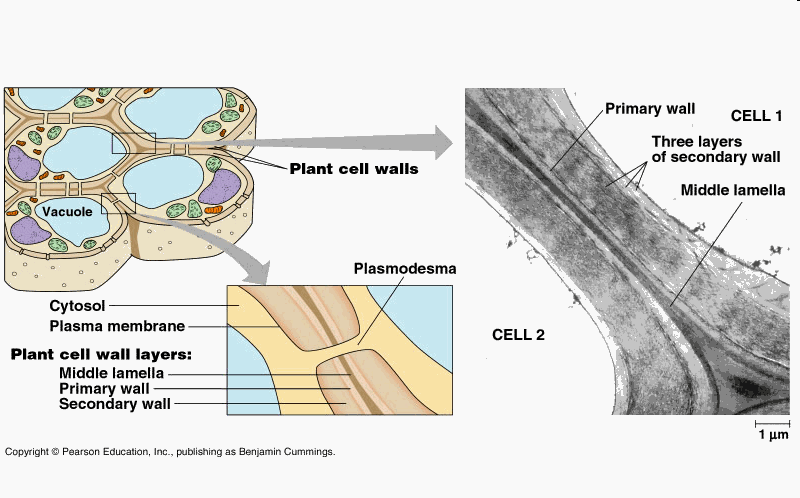 Primary wall
CELL 1
Three layers
of secondary wall
Plant cell walls
Middle lamella
Vacuole
Plasmodesma
Cytosol
Plasma membrane
CELL 2
Plant cell wall layers:
Middle lamella
Primary wall
Secondary wall
1 µm
Copyright © Pearson Education, Inc., publishing as Benjamin Cummings.